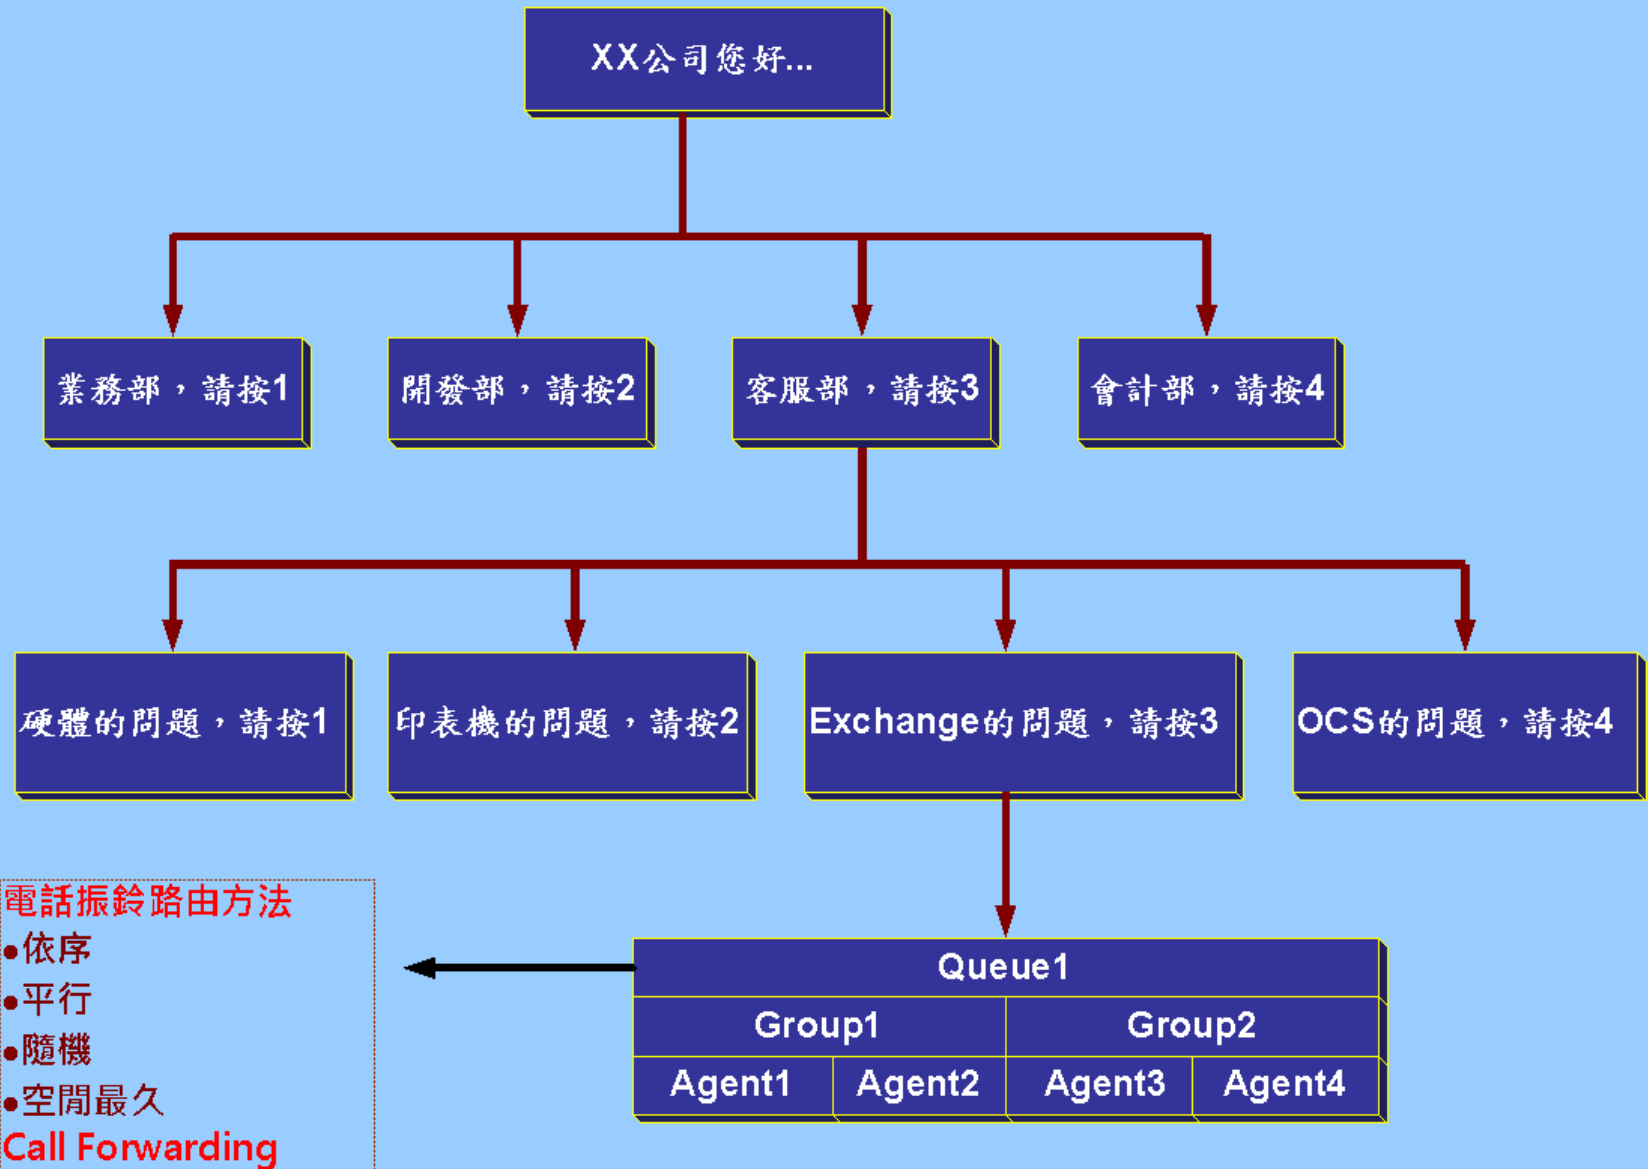 XX公司您好...
業務部，請按1
開發部，請按2
客服部，請按3
會計部，請按4
硬體的問題，請按1
印表機的問題，請按2
Exchange的問題，請按3
OCS的問題，請按4
電話振鈴路由方法
●依序
●平行
●隨機
●空閒最久
Call Forwarding
Queue1
Group1
Group2
Agent1
Agent2
Agent3
Agent4